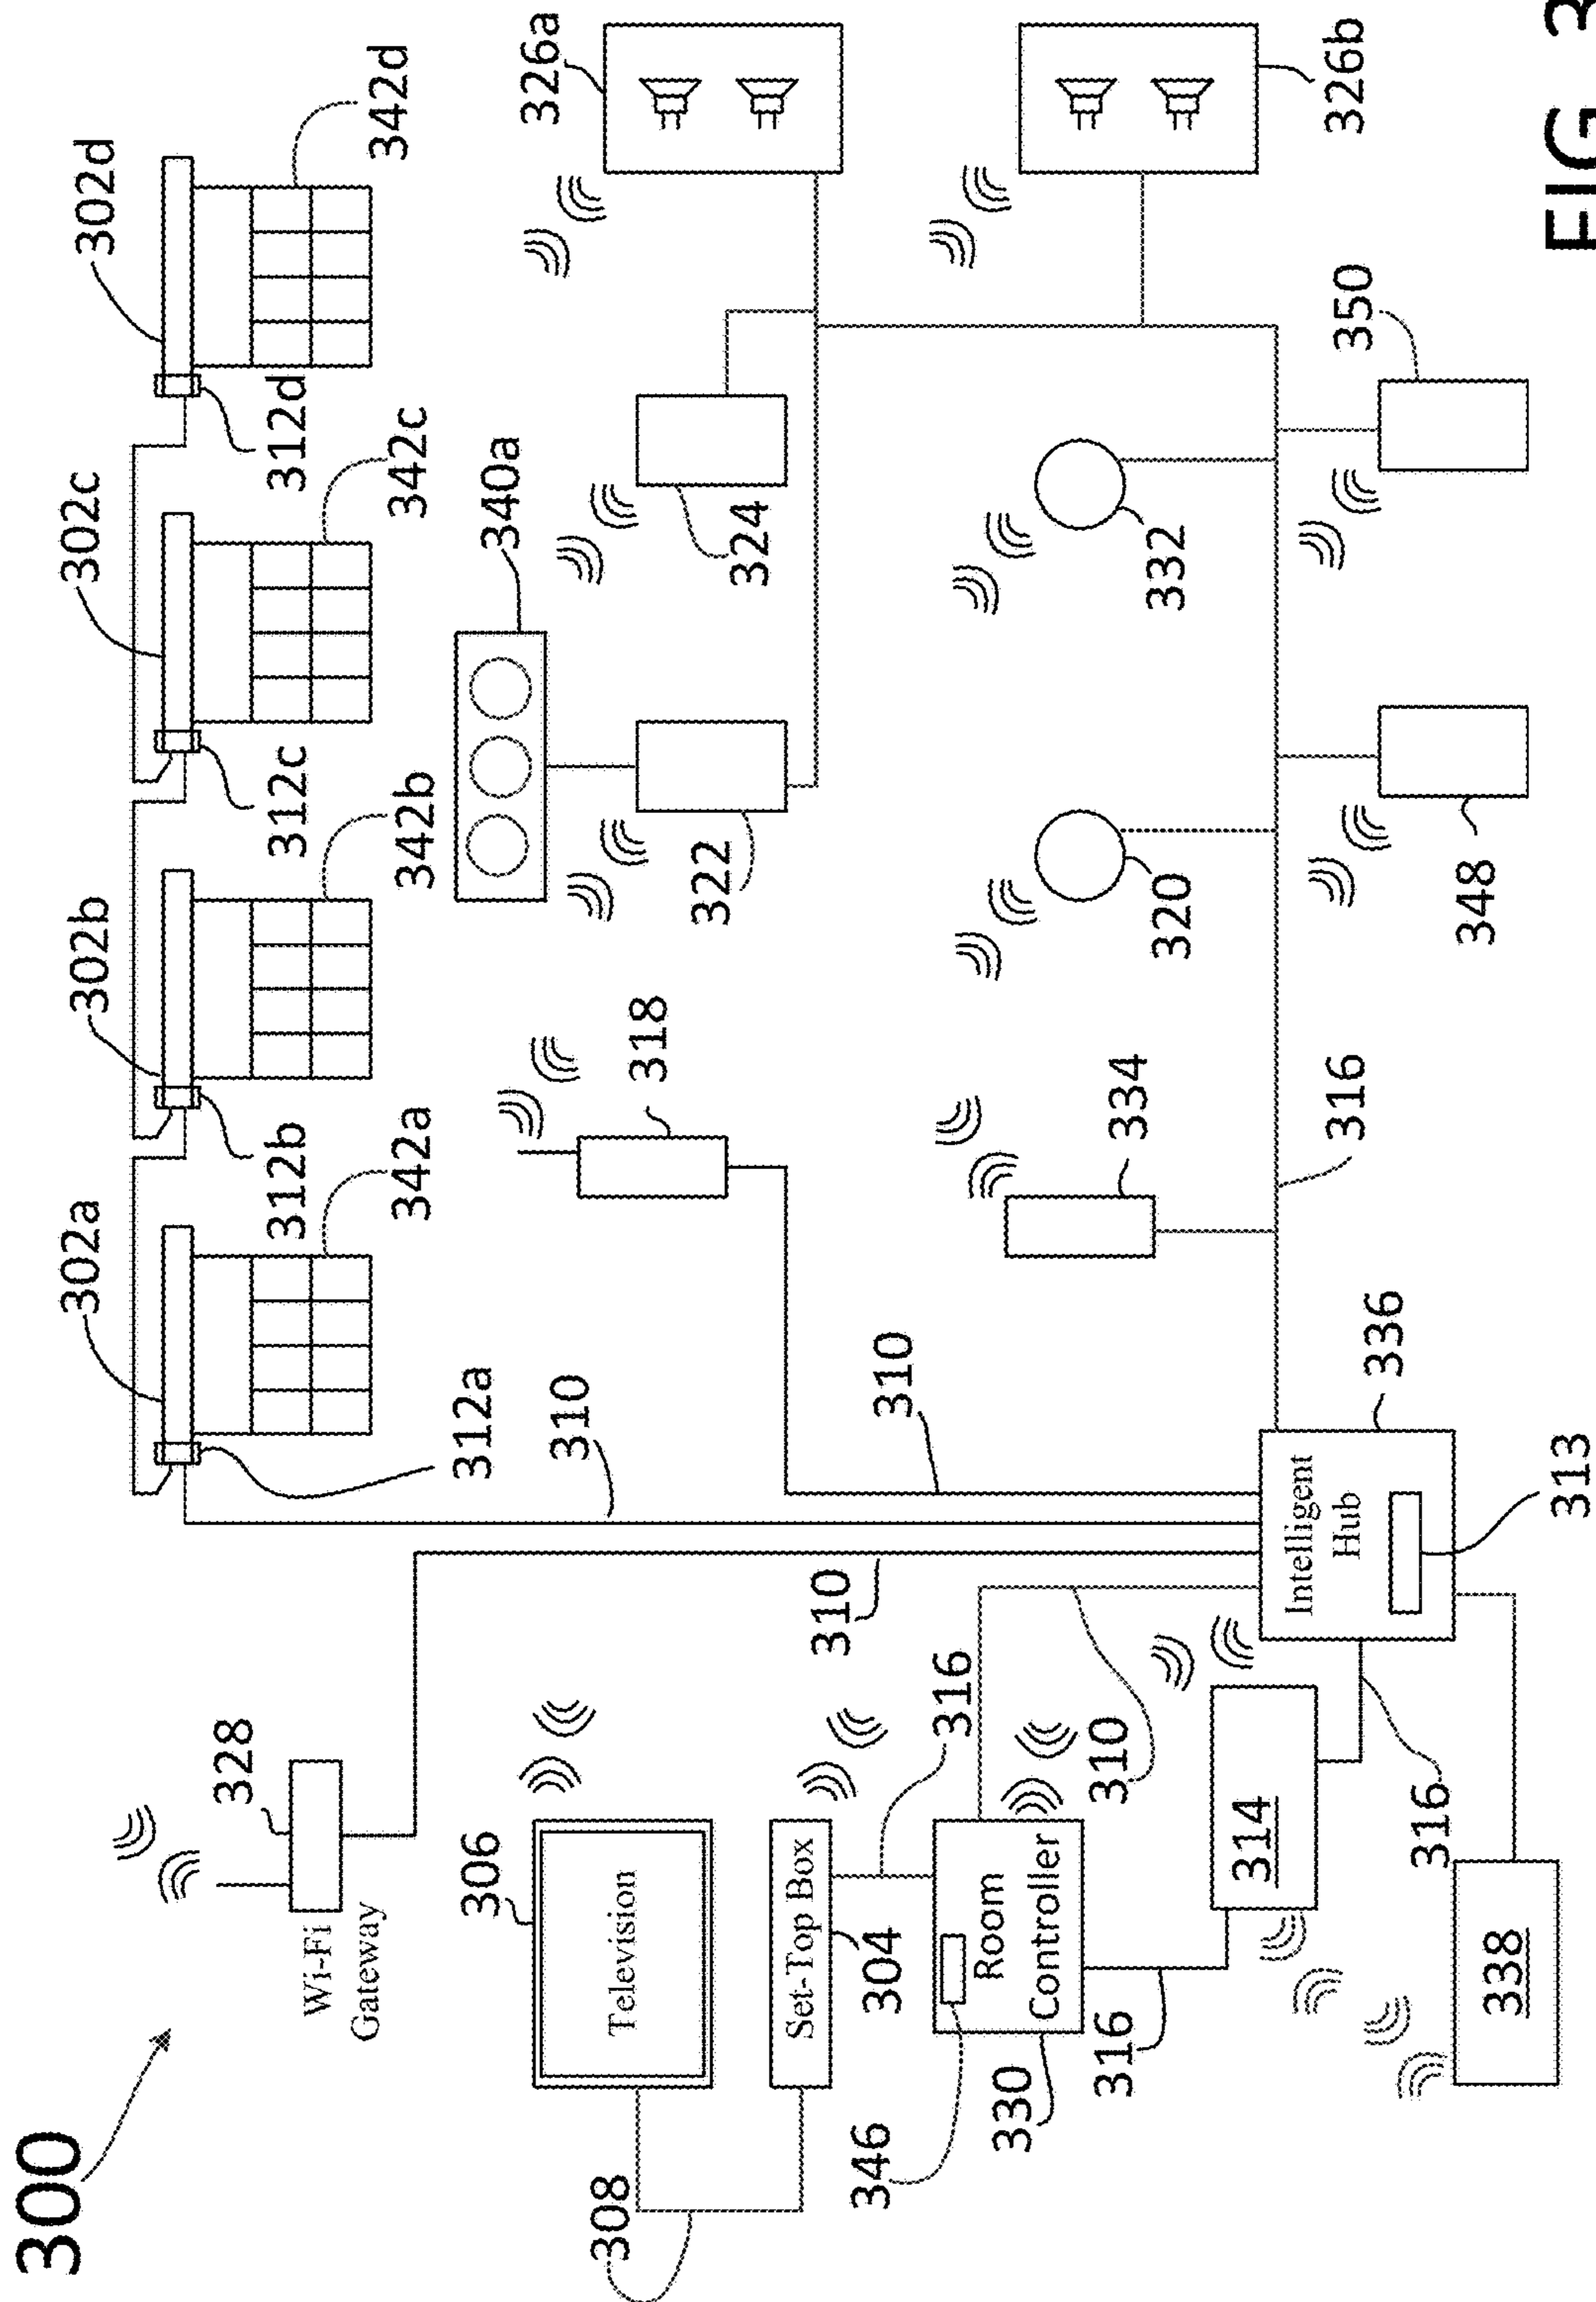 300
Wi-Fi
Gateway
328
302a
302b
302c
302d
312a
312b
312c
312d
342a
342b
342c
342d
306
Television
308
310
318
340a
322
324
326a
Set-Top Box
304
316
310
310
346
Room
Controller
330
310
316
334
320
332
326b
314
316
Intelligent
Hub
336
313
316
338
348
350
FIG. 3